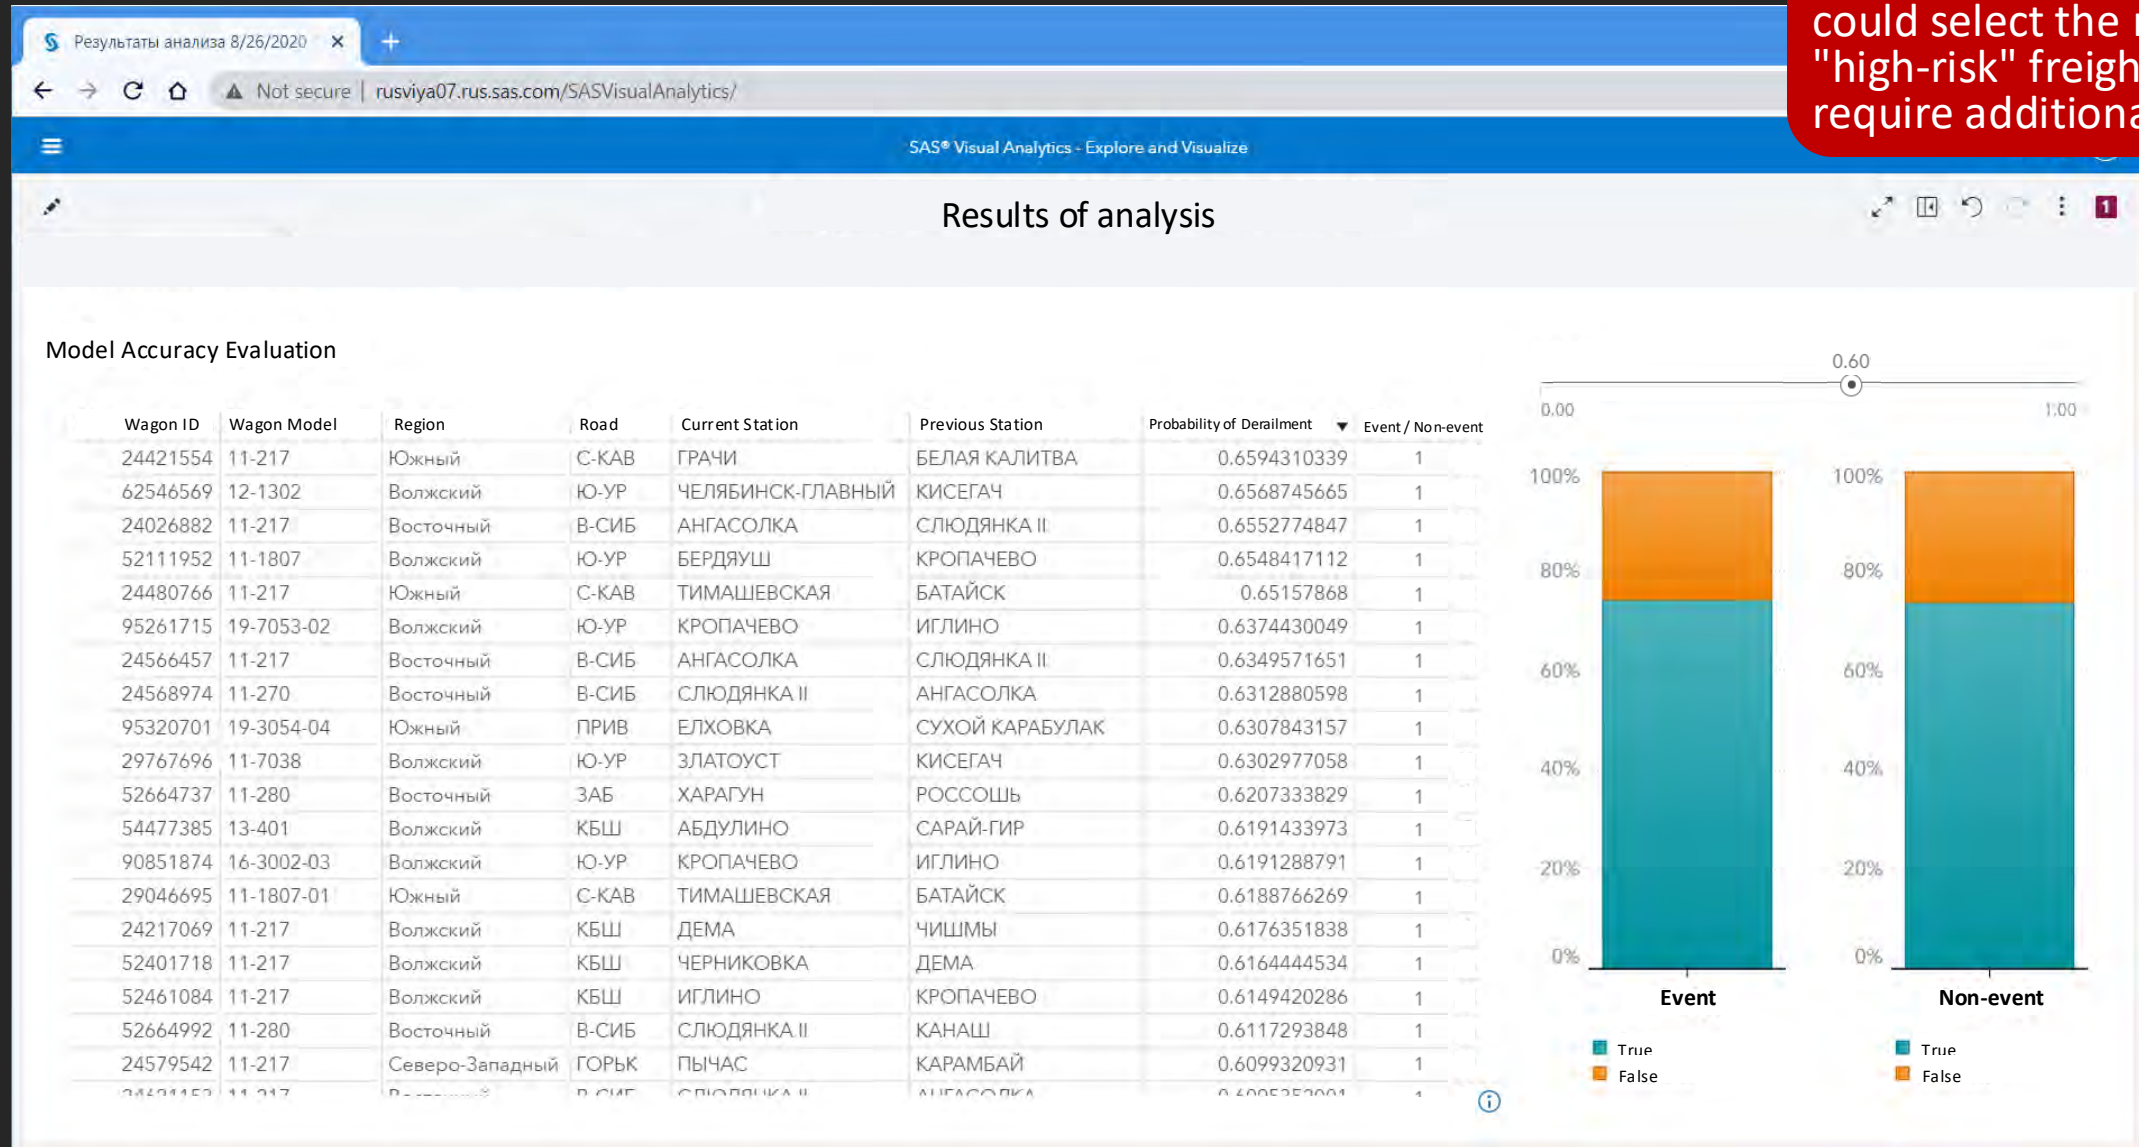 could select the
"high-risk"
require
Результаты анализа 8/26/2020
Not secure | rusviya07.rus.sas.com/SASVisualAnalytics/
SAS® Visual Analytics - Explore and Visualize
Results of analysis
1
Model Accuracy Evaluation
0.60
0.00 1.00
Wagon ID Wagon Model Region Road Current Station Previous Station Probability of Derailment Event / Non-event
24421554 11-217 Южный С-КАВ ГРАЧИ БЕЛАЯ КАЛИТВА 0.6594310339 1
62546569 12-1302 Волжский Ю-УР ЧЕЛЯБИНСК-ГЛАВНЫЙ КИСЕГАЧ 0.6568745665 1
24026882 11-217 Восточный В-СИБ АНГАСОЛКА СЛЮДЯНКА II 0.6552774847 1
52111952 11-1807 Волжский Ю-УР БЕРДЯУШ КРОПАЧЕВО 0.6548417112 1
24480766 11-217 Южный С-КАВ ТИМАШЕВСКАЯ БАТАЙСК 0.65157868 1
95261715 19-7053-02 Волжский Ю-УР КРОПАЧЕВО ИГЛИНО 0.6374430049 1
24566457 11-217 Восточный В-СИБ АНГАСОЛКА СЛЮДЯНКА II 0.6349571651 1
24568974 11-270 Восточный В-СИБ СЛЮДЯНКА II АНГАСОЛКА 0.6312880598 1
95320701 19-3054-04 Южный ПРИВ ЕЛХОВКА СУХОЙ КАРАБУЛАК 0.6307843157 1
29767696 11-7038 Волжский Ю-УР ЗЛАТОУСТ КИСЕГАЧ 0.6302977058 1
52664737 11-280 Восточный ЗАБ ХАРАГУН РОССОШЬ 0.6207333829 1
54477385 13-401 Волжский КБШ АБДУЛИНО САРАЙ-ГИР 0.6191433973 1
90851874 16-3002-03 Волжский Ю-УР КРОПАЧЕВО ИГЛИНО 0.6191288791 1
29046695 11-1807-01 Южный С-КАВ ТИМАШЕВСКАЯ БАТАЙСК 0.6188766269 1
24217069 11-217 Волжский КБШ ДЕМА ЧИШМЫ 0.6176351838 1
52401718 11-217 Волжский КБШ ЧЕРНИКОВКА ДЕМА 0.6164444534 1
52461084 11-217 Волжский КБШ ИГЛИНО КРОПАЧЕВО 0.6149420286 1
52664992 11-280 Восточный В-СИБ СЛЮДЯНКА II КАНАШ 0.6117293848 1
24579542 11-217 Северо-Западный ГОРЬК ПЫЧАС КАРАМБАЙ 0.6099320931 1
100% 100%
80% 80%
60% 60%
40% 40%
20% 20%
0% 0%
Event Non-event
True True
False False